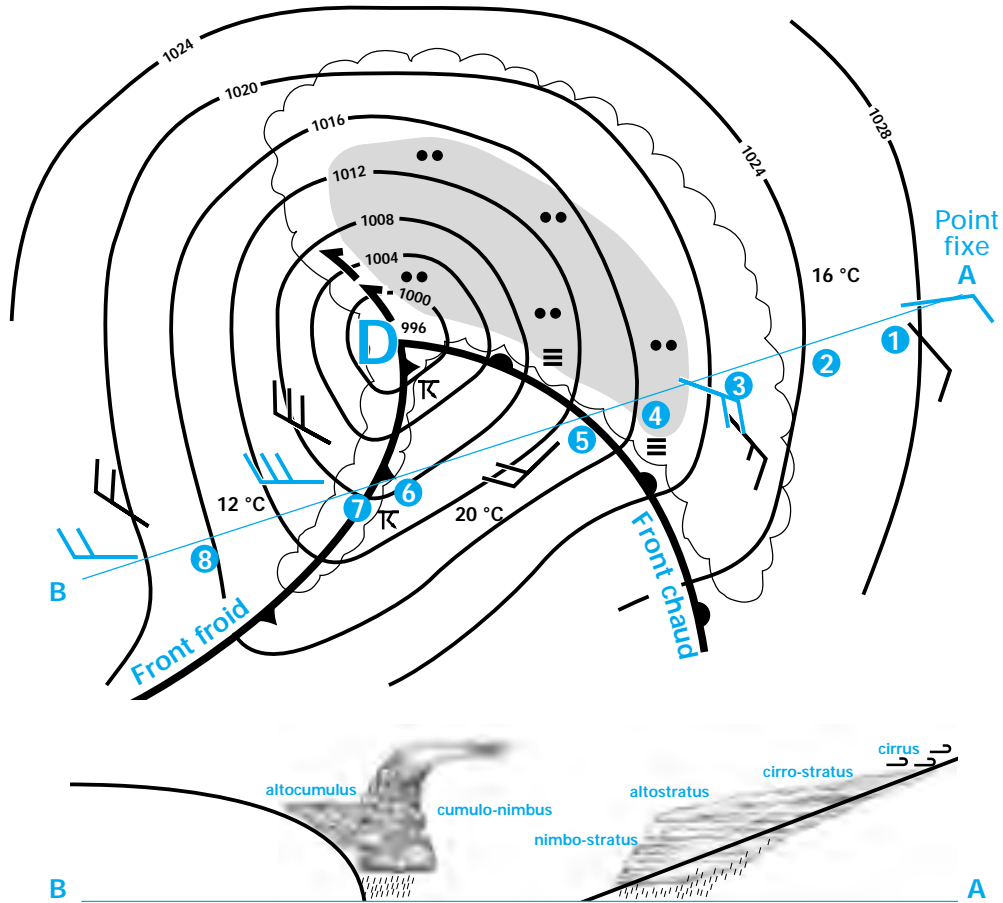 1024
1020
1016
1012
1008
1004
1000
996
1024
1028
Point
fixe
A
16 °C
1
2
3
4
5
6
7
8
D
12 °C
20 °C
B
Front froid
Front chaud
cirrus
cirro-stratus
altostratus
nimbo-stratus
altocumulus
cumulo-nimbus
B
A